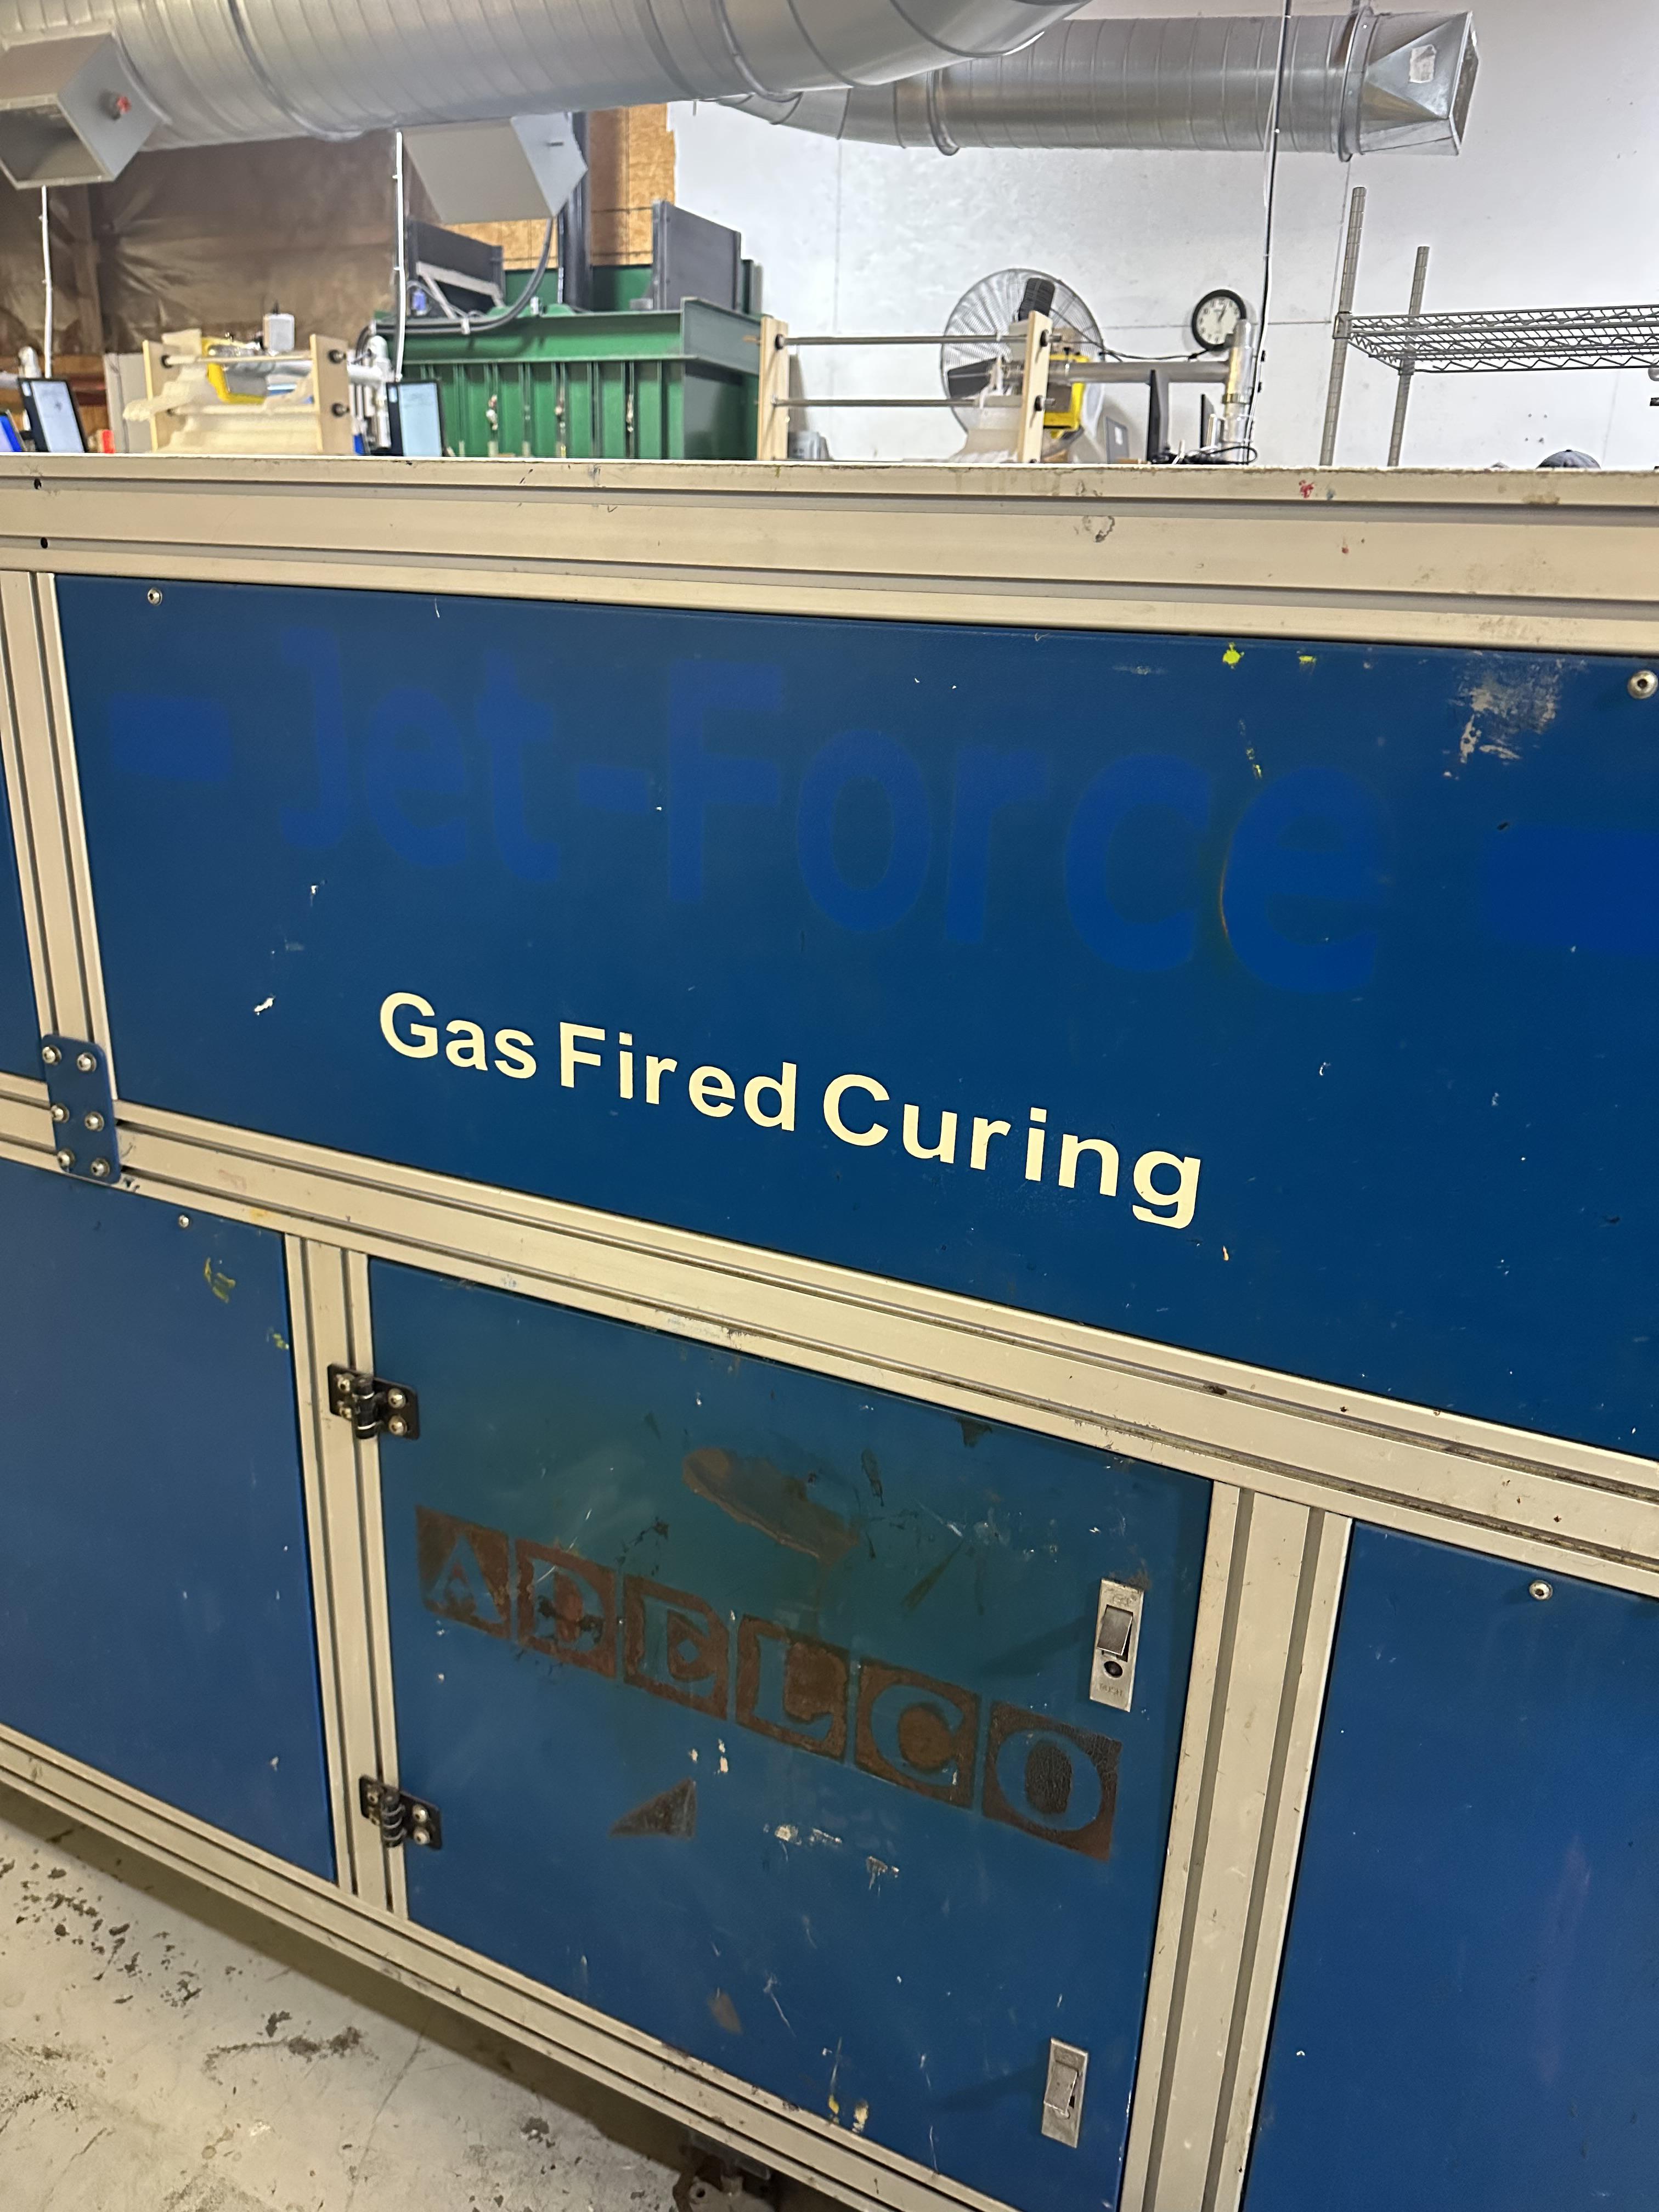 Jet-Force
Gas Fired Curing
ADELCO